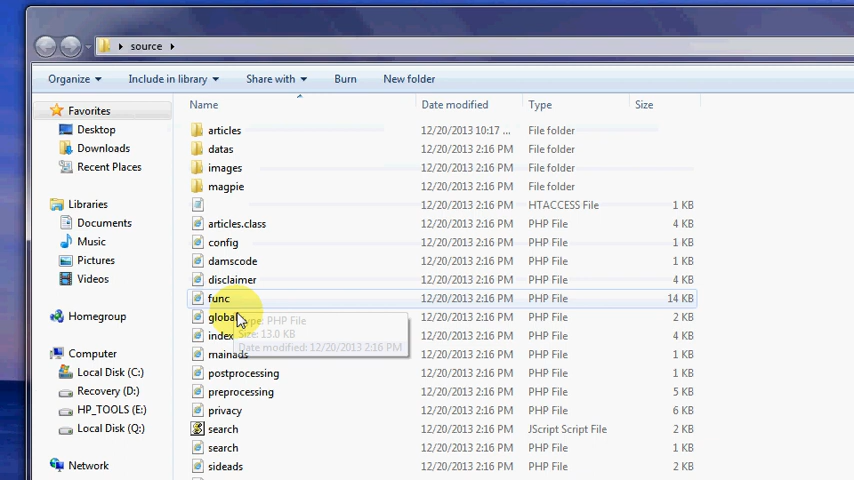 source
Organize Include in library Share with Burn New folder
Name Date modified Type Size
Favorites
Desktop
Downloads
Recent Places
Libraries
Documents
Music
Pictures
Videos
Homegroup
Computer
Local Disk (C:)
Recovery (D:)
HP_TOOLS (E:)
Local Disk (Q:)
Network
articles 12/20/2013 10:17 ... File folder
datas 12/20/2013 2:16 PM File folder
images 12/20/2013 2:16 PM File folder
magpie 12/20/2013 2:16 PM File folder
12/20/2013 2:16 PM HTACCESS File 1 KB
articles.class 12/20/2013 2:16 PM PHP File 4 KB
config 12/20/2013 2:16 PM PHP File 1 KB
damscode 12/20/2013 2:16 PM PHP File 1 KB
disclaimer 12/20/2013 2:16 PM PHP File 4 KB
func 12/20/2013 2:16 PM PHP File 14 KB
global 12/20/2013 2:16 PM PHP File 2 KB
index 12/20/2013 2:16 PM PHP File 4 KB
mainads 12/20/2013 2:16 PM PHP File 4 KB
postprocessing 12/20/2013 2:16 PM PHP File 1 KB
preprocessing 12/20/2013 2:16 PM PHP File 5 KB
privacy 12/20/2013 2:16 PM PHP File 6 KB
search 12/20/2013 2:16 PM JScript Script File 2 KB
search 12/20/2013 2:16 PM PHP File 1 KB
sideads 12/20/2013 2:16 PM PHP File 4 KB
Type: PHP File
Size: 13.0 KB
Date modified: 12/20/2013 2:16 PM